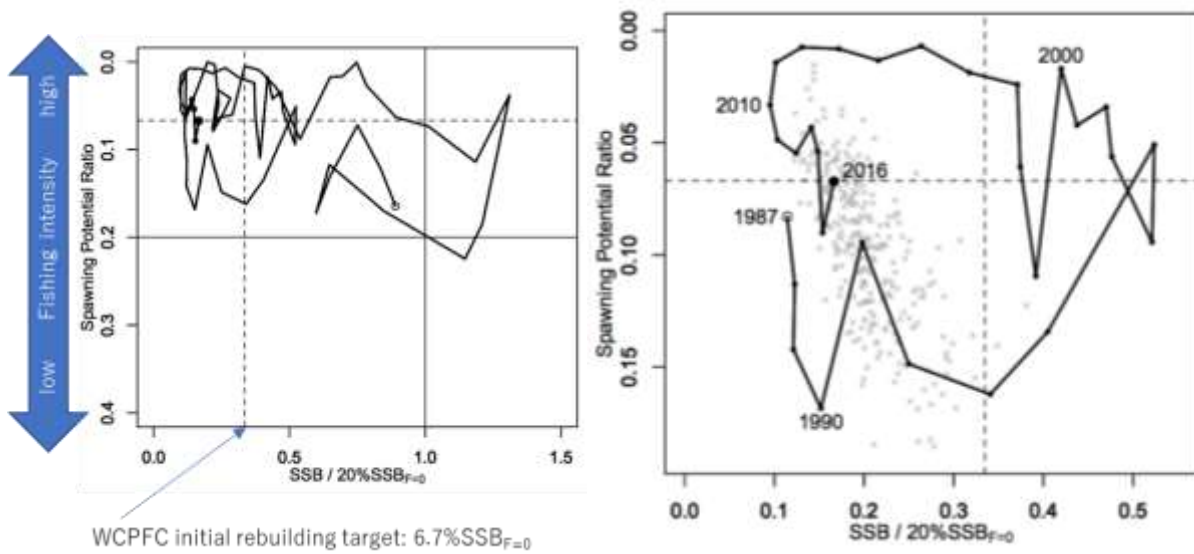 low Fishing intensity high
Spawning Potential Ratio
0.0
0.1
0.2
0.3
0.4
0.0 0.5 1.0 1.5
SSB / 20%SSBF=0
WCPFC initial rebuilding target: 6.7%SSBF=0
Spawning Potential Ratio
0.00
0.05
0.10
0.15
2000
2010
2016
1987
1990
0.0 0.1 0.2 0.3 0.4 0.5
SSB / 20%SSBF=0